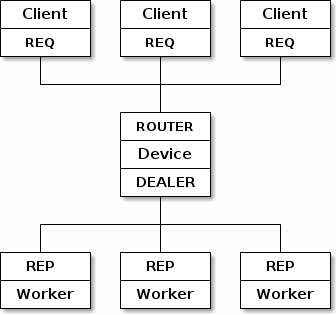 Client Client Client
REQ REQ REQ
ROUTER
Device
DEALER
REP REP REP
Worker Worker Worker